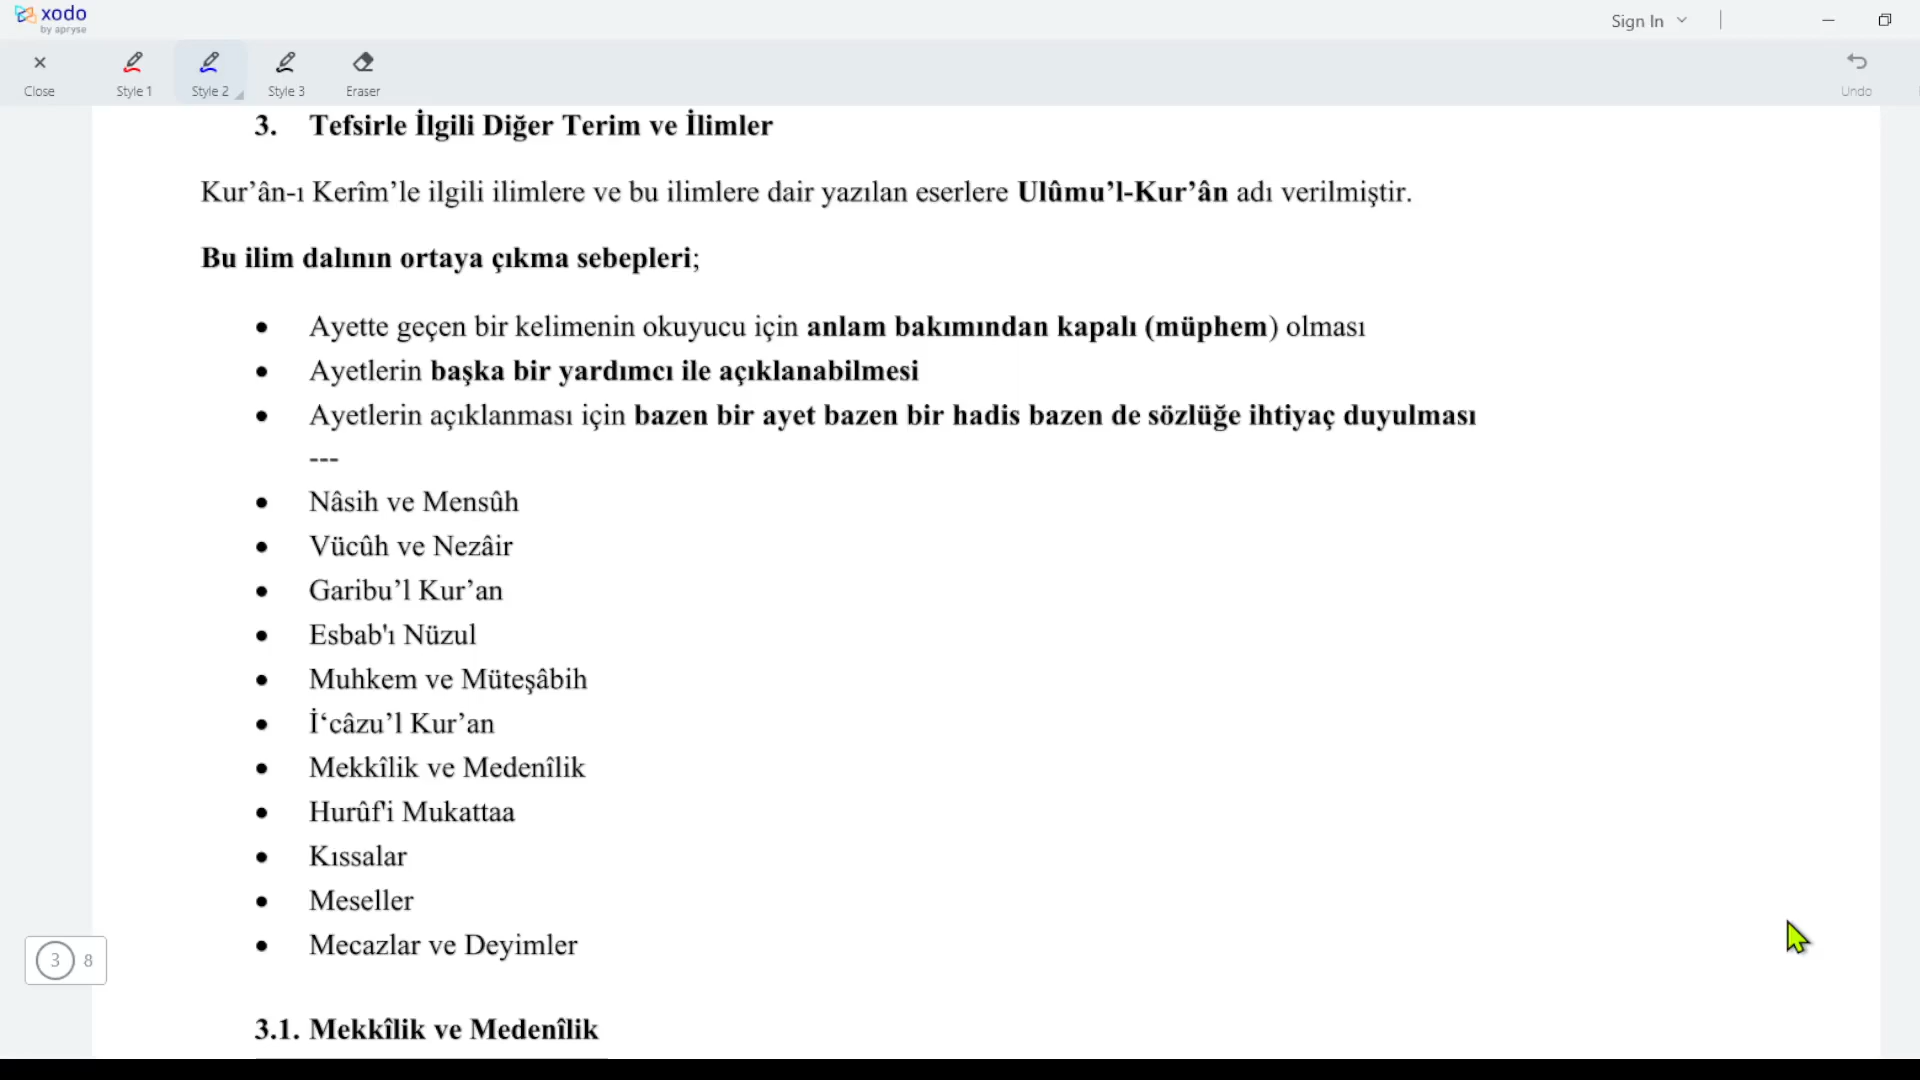 xodo
by apryse
Sign In
Close
Style 1
Style 2
Style 3
Eraser
Undo
3. Tefsirle İlgili Diğer Terim ve İlimler
Kur’ân-ı Kerîm’le ilgili ilimlere ve bu ilimlere dair yazılan eserlere Ulûmu’l-Kur’ân adı verilmiştir.
Bu ilim dalının ortaya çıkma sebepleri;
• Ayette geçen bir kelimenin okuyucu için anlam bakımından kapalı (müphem) olması
• Ayetlerin başka bir yardımcı ile açıklanabilmesi
• Ayetlerin açıklanması için bazen bir ayet bazen bir hadis bazen de sözlüğe ihtiyaç duyulması
---
• Nâsih ve Mensûh
• Vücûh ve Nezâir
• Garibu’l Kur’an
• Esbab'ı Nüzul
• Muhkem ve Müteşâbih
• İ‘câzu’l Kur’an
• Mekkîlik ve Medenîlik
• Hurûf'i Mukattaa
• Kıssalar
• Meseller
• Mecazlar ve Deyimler
3 8
3.1. Mekkîlik ve Medenîlik